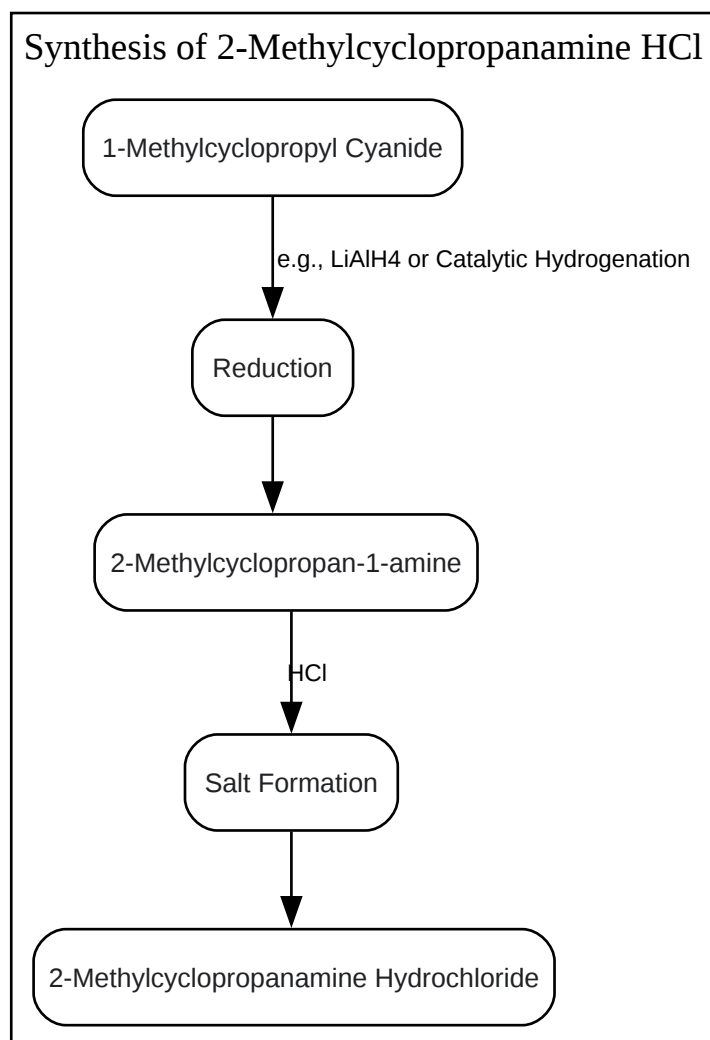 Synthesis of 2-Methylcyclopropanamine HCl
1-Methylcyclopropyl Cyanide
e.g., LiAlH4 or Catalytic Hydrogenation
Reduction
2-Methylcyclopropan-1-amine
HCl
Salt Formation
2-Methylcyclopropanamine Hydrochloride